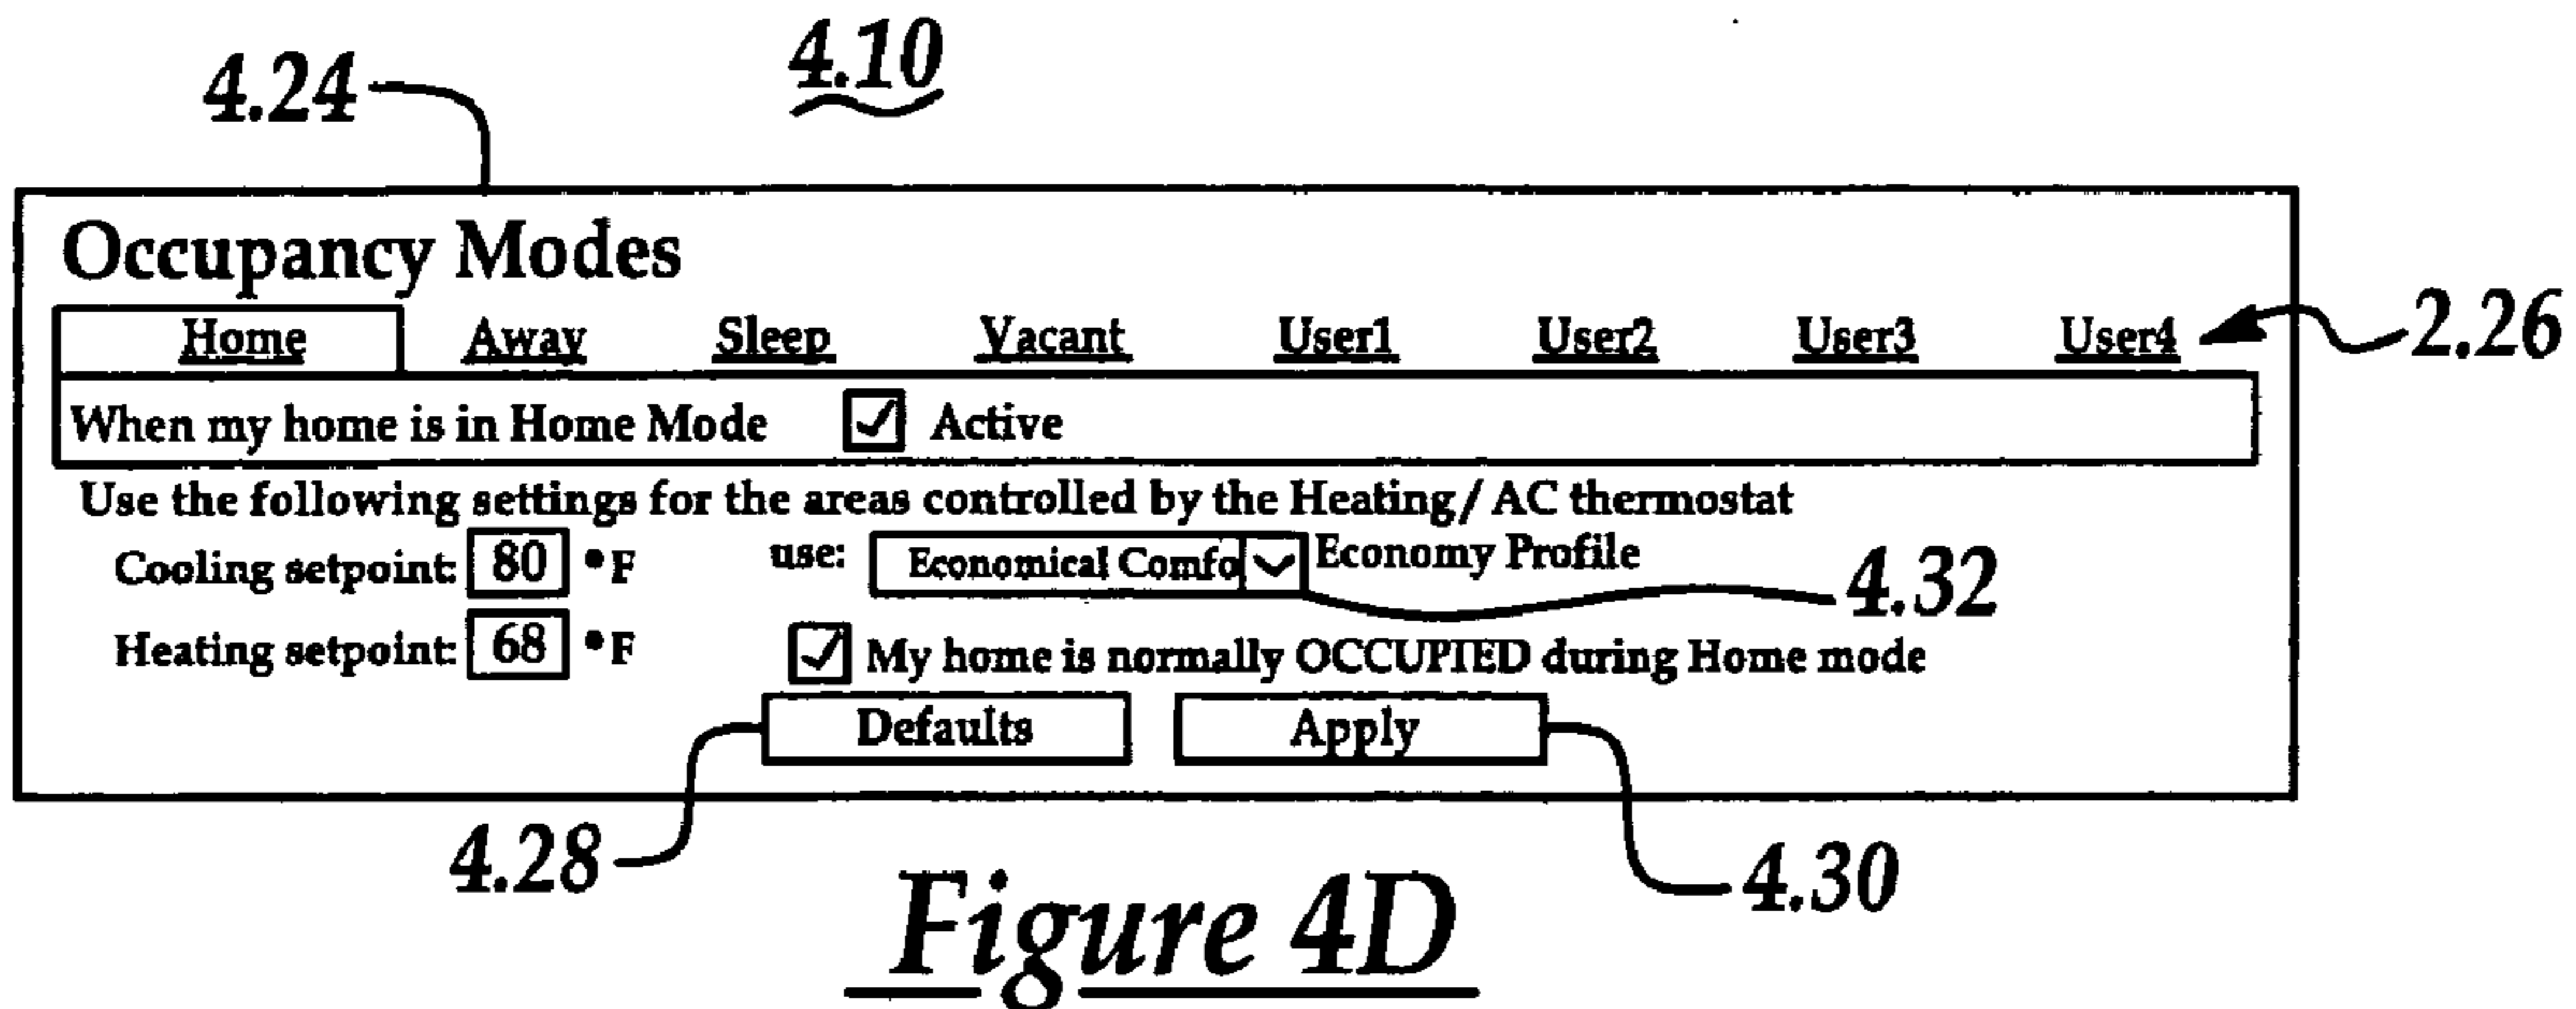 4.10
4.24
Occupancy Modes
Home Away Sleep Vacant User1 User2 User3 User4
2.26
When my home is in Home Mode Active
Use the following settings for the areas controlled by the Heating/AC thermostat
Cooling setpoint: 80 °F use: Economical Comfo Economy Profile
4.32
Heating setpoint: 68 °F My home is normally OCCUPIED during Home mode
Defaults Apply
4.28
4.30
Figure 4D